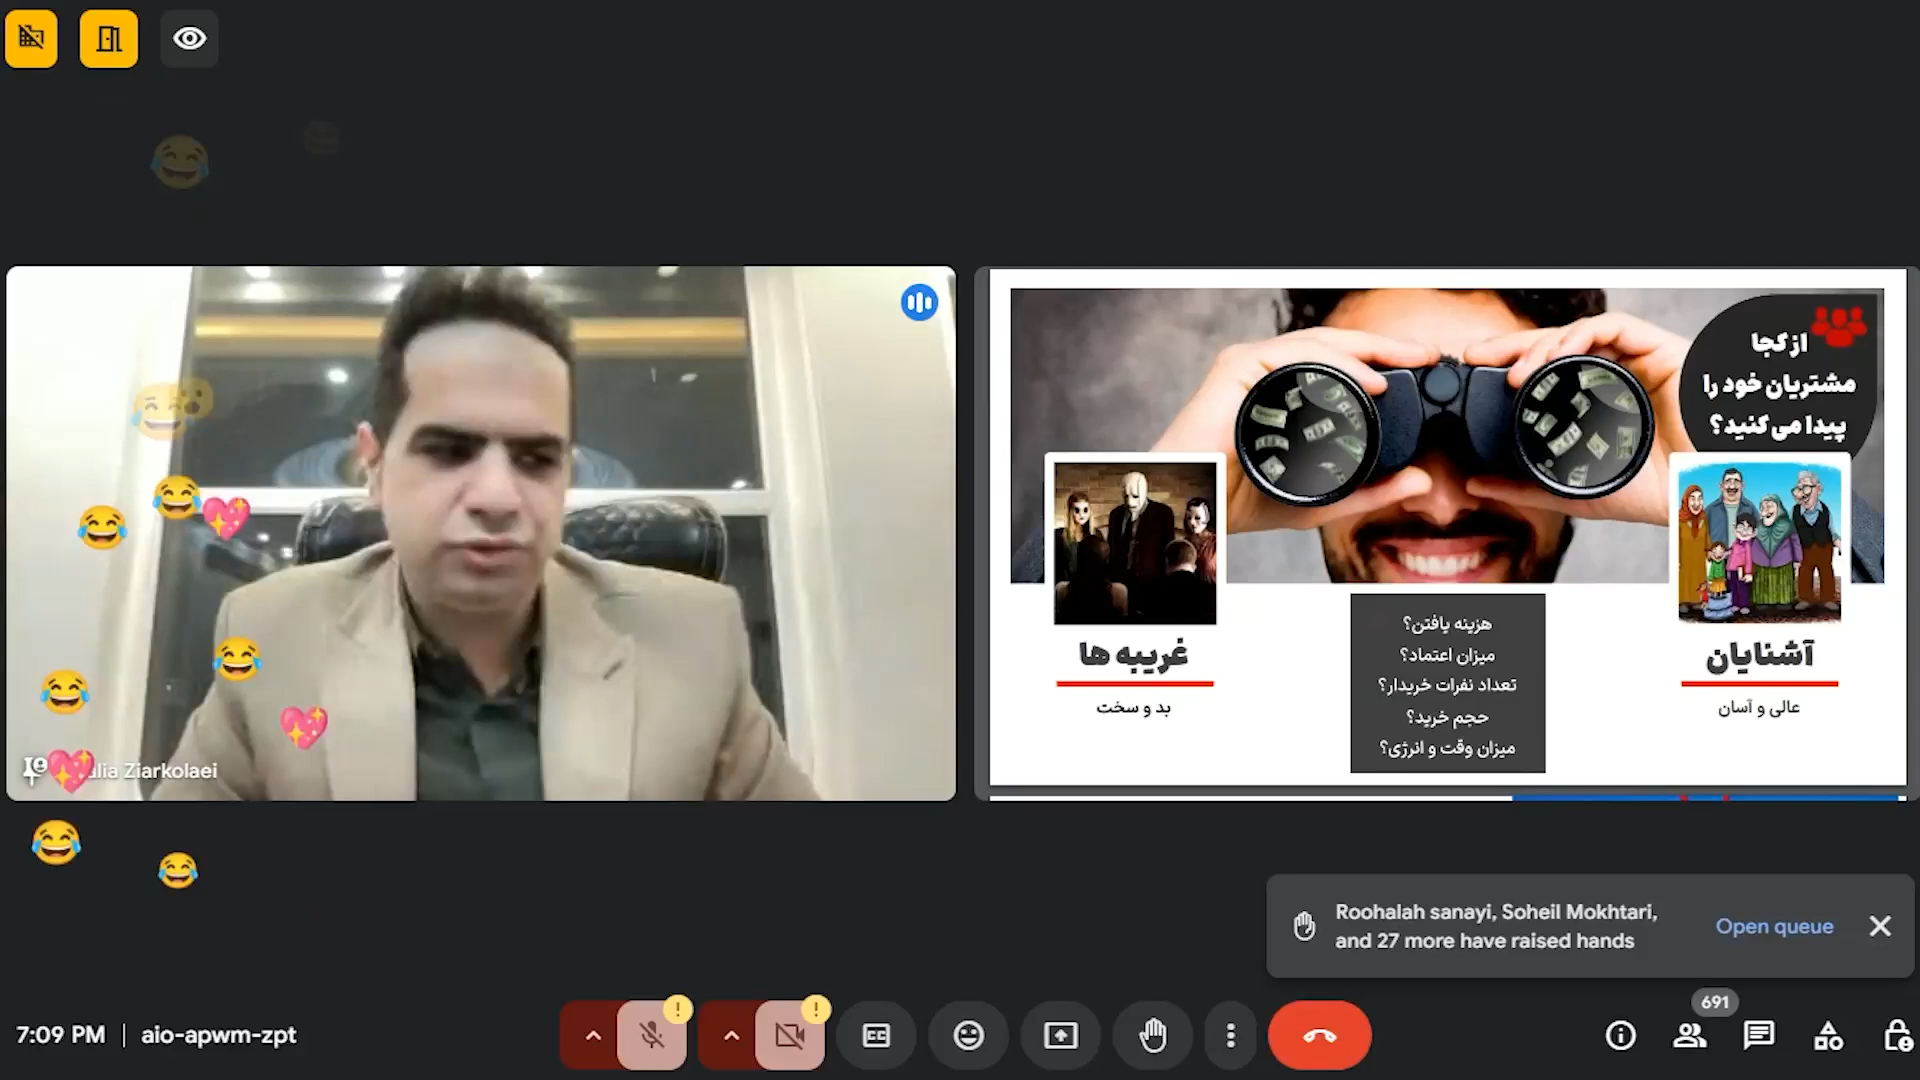 از کجا
مشتریان خود را
پیدا می کنید؟
آشنایان
عالی و آسان
هزینه یافتن؟
میزان اعتماد؟
تعداد نفرات خریدار؟
حجم خرید؟
میزان وقت و انرژی؟
غریبه ها
بد و سخت
Ziarkolaei
Roohalah sanayi, Soheil Mokhtari,
and 27 more have raised hands
Open queue
691
7:09 PM | aio-apwm-zpt